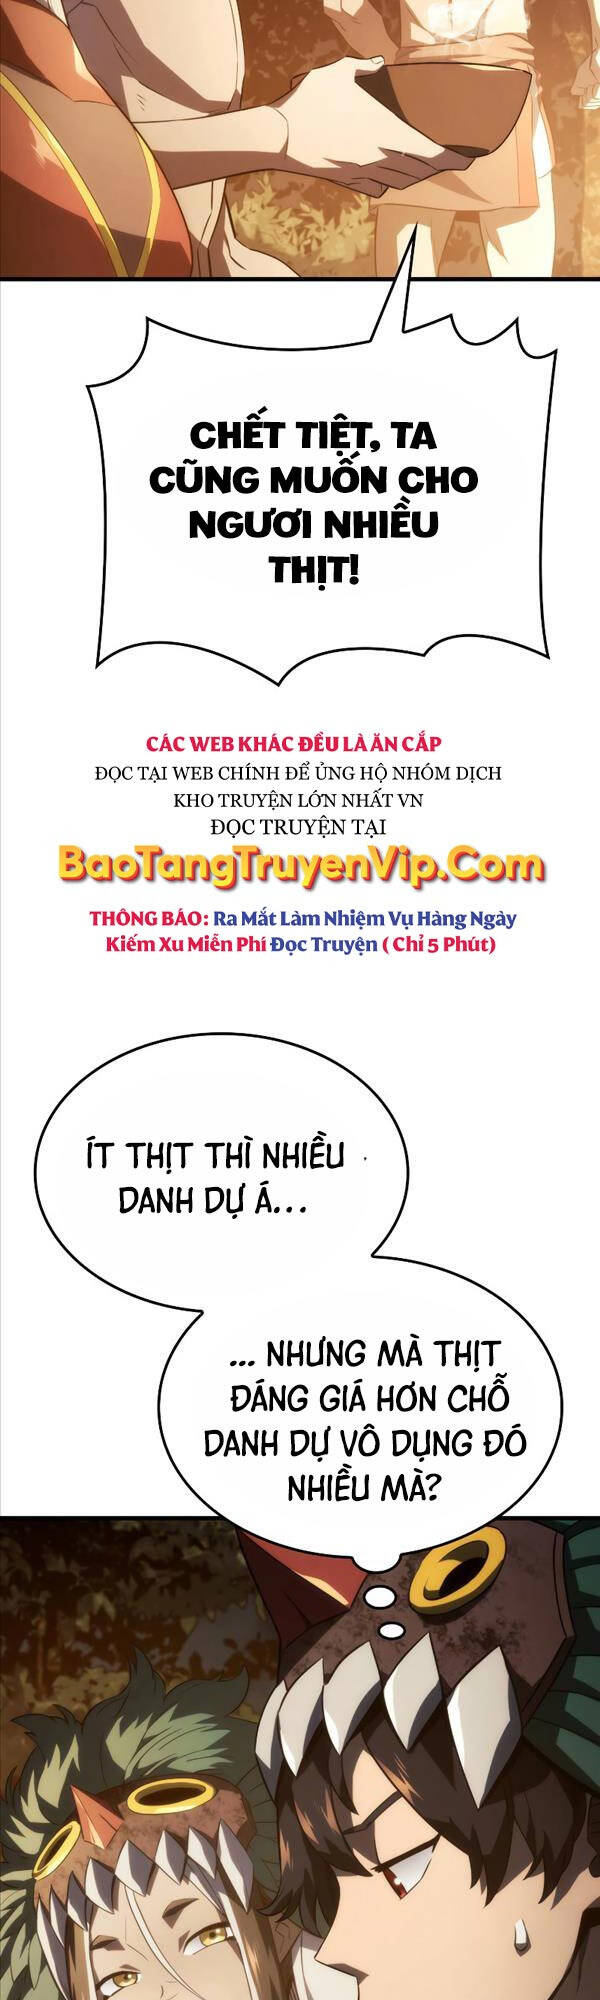 CHẾT TIỆT, TA
CŨNG MUỐN CHO
NGƯƠI NHIỀU
THỊT!
CÁC WEB KHÁC ĐỀU LÀ ĂN CẮP
ĐỌC TẠI WEB CHÍNH ĐỂ ỦNG HỘ NHÓM DỊCH
KHO TRUYỆN LỚN NHẤT VN
ĐỌC TRUYỆN TẠI
BaoTangTruyenVip.Com
THÔNG BÁO: Ra Mắt Làm Nhiệm Vụ Hàng Ngày
Kiếm Xu Miễn Phí Đọc Truyện ( Chỉ 5 Phút)
ÍT THỊT THÌ NHIỀU
DANH DỰ Á...
... NHƯNG MÀ THỊT
ĐÁNG GIÁ HƠN CHỖ
DANH DỰ VÔ DỤNG ĐÓ
NHIỀU MÀ?